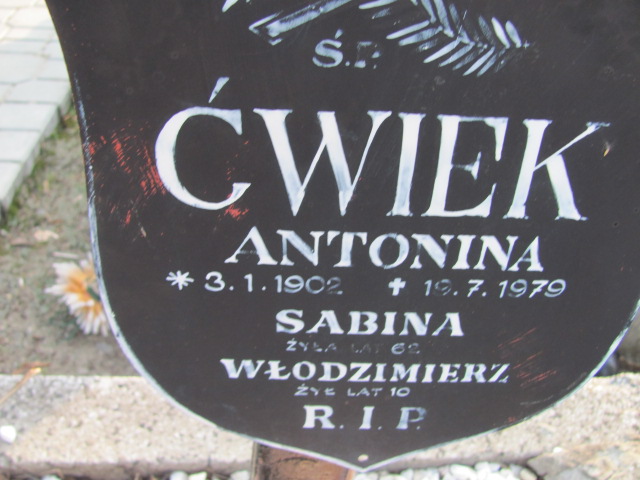 Ś.P.
ĆWIEK
ANTONINA
* 3.1.1902 ✝ 19.7.1979
SABINA
ŻYŁA LAT 62
WŁODZIMIERZ
ŻYŁ LAT 10
R.I.P.